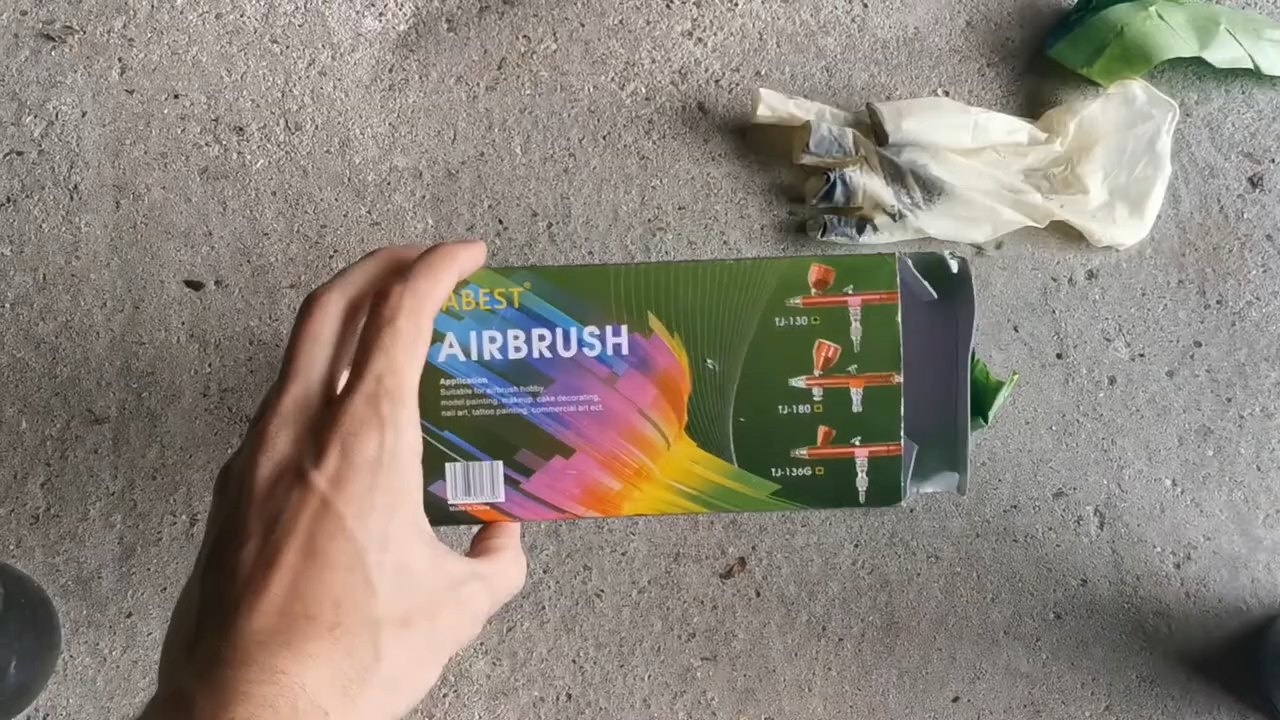 ABEST®
AIRBRUSH
Application
Suitable for airbrush hobby,
model painting, makeup, cake decorating,
nail art, tattoo painting, commercial art ect.
Made in China
TJ-130
TJ-180
TJ-136G